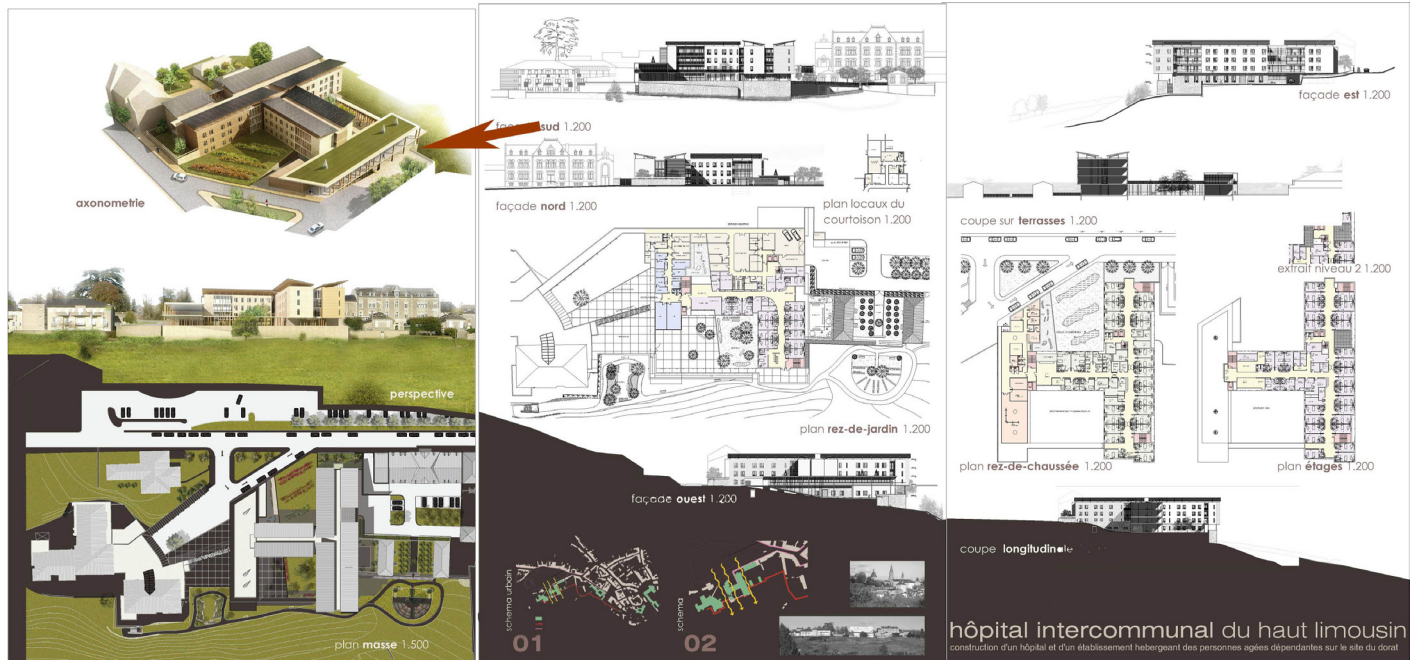 axonometrie
perspective
plan masse 1.500
sud 1.200
façade nord 1.200
plan locaux du
courtoison 1.200
plan rez-de-jardin 1.200
façade ouest 1.200
schema urbain
01
schema
02
façade est 1.200
coupe sur terrasses 1.200
extrait niveau 2 1.200
plan rez-de-chaussée 1.200
plan étages 1.200
coupe longitudinale
hôpital intercommunal du haut limousin
construction d'un hôpital et d'un établissement hebergeant des personnes agées dépendantes sur le site du dorat